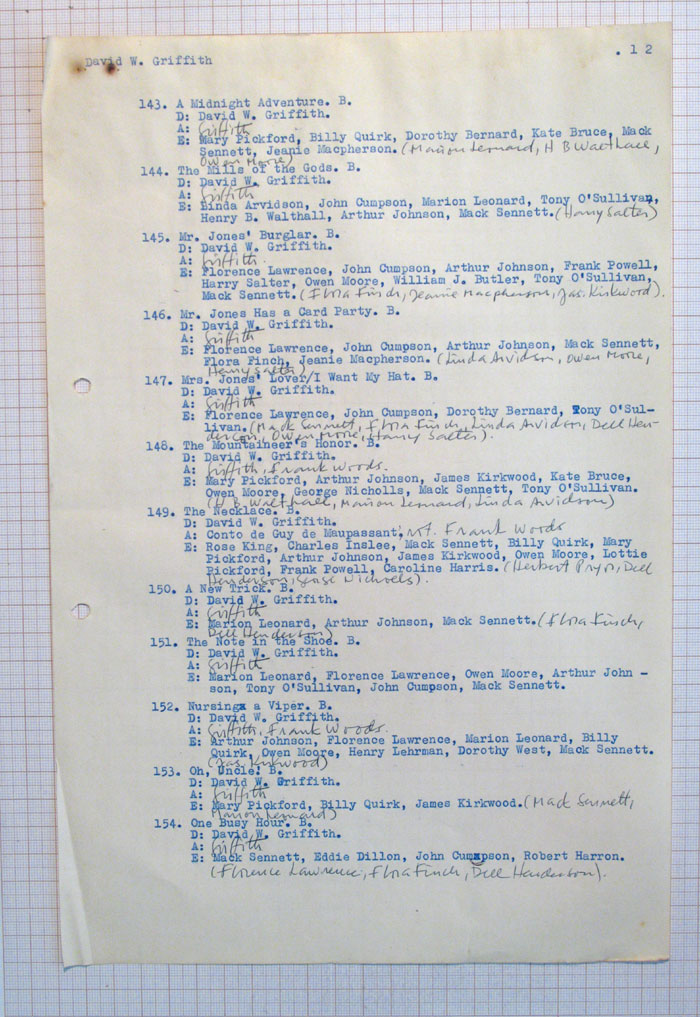 David W. Griffith
.12
143. A Midnight Adventure. B.
D: David W. Griffith.
A: Griffith
E: Mary Pickford, Billy Quirk, Dorothy Bernard, Kate Bruce, Mack
Sennett, Jeanie Macpherson. (Marion Leonard, H B Walthall,
Owen Moore)
144. The Mills of the Gods. B.
D: David W. Griffith.
A: Griffith
E: Linda Arvidson, John Cumpson, Marion Leonard, Tony O'Sullivan,
Henry B. Walthall, Arthur Johnson, Mack Sennett. (Harry Salter)
145. Mr. Jones' Burglar. B.
D: David W. Griffith.
A: Griffith.
E: Florence Lawrence, John Cumpson, Arthur Johnson, Frank Powell,
Harry Salter, Owen Moore, William J. Butler, Tony O'Sullivan,
Mack Sennett. (Flora Finch, Jeanie Macpherson, Jas. Kirkwood).
146. Mr. Jones Has a Card Party. B.
D: David W. Griffith.
A: Griffith
E: Florence Lawrence, John Cumpson, Arthur Johnson, Mack Sennett,
Flora Finch, Jeanie Macpherson. (Linda Arvidson, Owen Moore,
Harry Salter)
147. Mrs. Jones' Lover/I Want My Hat. B.
D: David W. Griffith.
A: Griffith
E: Florence Lawrence, John Cumpson, Dorothy Bernard, Tony O'Sul-
livan. (Mack Sennett, Flora Finch, Linda Arvidson, Dell Hen-
derson, Owen Moore, Harry Salter).
148. The Mountaineer's Honor. B.
D: David W. Griffith.
A: Griffith, Frank Woods.
E: Mary Pickford, Arthur Johnson, James Kirkwood, Kate Bruce,
Owen Moore, George Nicholls, Mack Sennett, Tony O'Sullivan.
(H B. Walthall, Marion Leonard, Linda Arvidson)
149. The Necklace. B.
D: David W. Griffith.
A: Conto de Guy de Maupassant; rot. Frank Woods
E: Rose King, Charles Inslee, Mack Sennett, Billy Quirk, Mary
Pickford, Arthur Johnson, James Kirkwood, Owen Moore, Lottie
Pickford, Frank Powell, Caroline Harris. (Herbert Pryor, Dell
Henderson, Nicholls).
150. A New Trick. B.
D: David W. Griffith.
A: Griffith
E: Marion Leonard, Arthur Johnson, Mack Sennett. (Flora Finch,
Dell Henderson)
151. The Note in the Shoe. B.
D: David W. Griffith.
A: Griffith
E: Marion Leonard, Florence Lawrence, Owen Moore, Arthur John -
son, Tony O'Sullivan, John Cumpson, Mack Sennett.
152. Nursingx a Viper. B.
D: David W. Griffith.
A: Griffith, Frank Woods.
E: Arthur Johnson, Florence Lawrence, Marion Leonard, Billy
Quirk, Owen Moore, Henry Lehrman, Dorothy West, Mack Sennett.
(Jas. Kirkwood)
153. Oh, Uncle! B.
D: David W. Griffith.
A: Griffith
E: Mary Pickford, Billy Quirk, James Kirkwood. (Mack Sennett,
Marion Leonard)
154. One Busy Hour. B.
D: David W. Griffith.
A: Griffith
E: Mack Sennett, Eddie Dillon, John Cumxpson, Robert Harron.
(Florence Lawrence, Flora Finch, Dell Henderson).